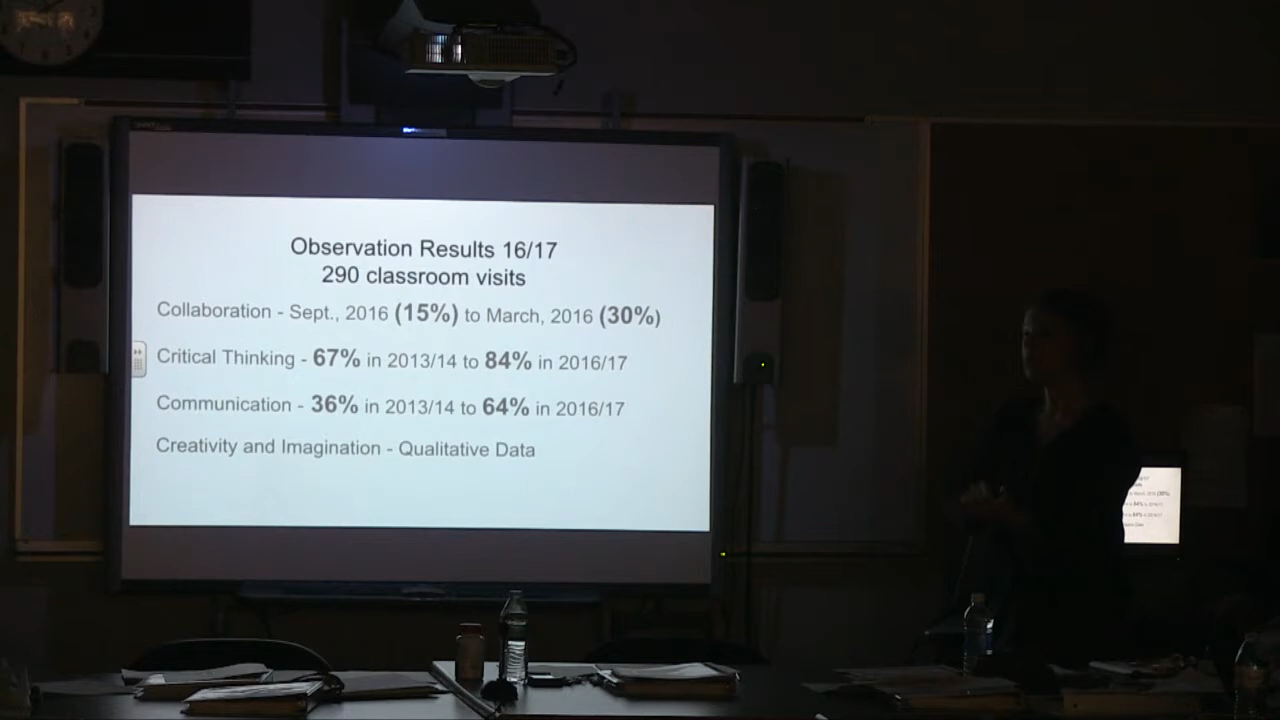 Observation Results 16/17
290 classroom visits
Collaboration - Sept., 2016 (15%) to March, 2016 (30%)
Critical Thinking - 67% in 2013/14 to 84% in 2016/17
Communication - 36% in 2013/14 to 64% in 2016/17
Creativity and Imagination - Qualitative Data